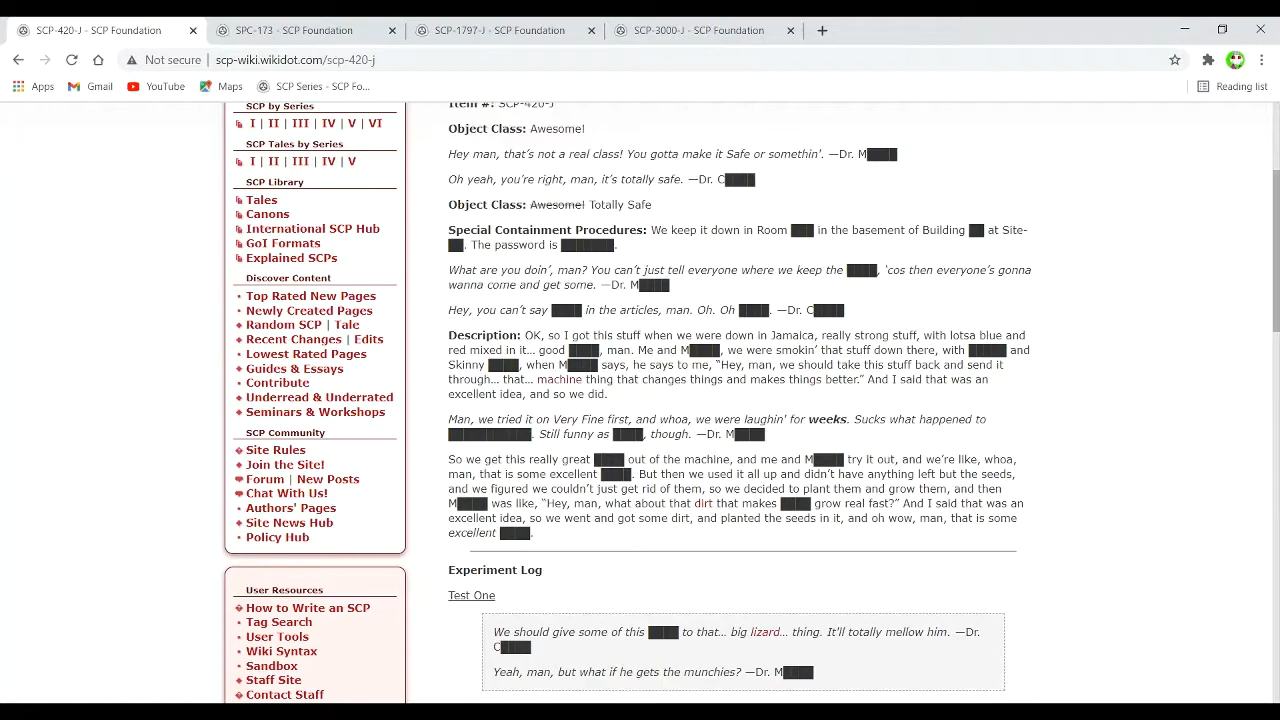 SCP-420-J - SCP Foundation
SPC-173 - SCP Foundation
SCP-1797-J - SCP Foundation
SCP-3000-J - SCP Foundation
Not secure | scp-wiki.wikidot.com/scp-420-j
Apps
Gmail
YouTube
Maps
SCP Series - SCP Fo...
Reading list
SCP by Series
I | II | III | IV | V | VI
SCP Tales by Series
I | II | III | IV | V
SCP Library
Tales
Canons
International SCP Hub
GoI Formats
Explained SCPs
Discover Content
Top Rated New Pages
Newly Created Pages
Random SCP | Tale
Recent Changes | Edits
Lowest Rated Pages
Guides & Essays
Contribute
Underread & Underrated
Seminars & Workshops
SCP Community
Site Rules
Join the Site!
Forum | New Posts
Chat With Us!
Authors' Pages
Site News Hub
Policy Hub
User Resources
How to Write an SCP
Tag Search
User Tools
Wiki Syntax
Sandbox
Staff Site
Contact Staff
Item #: SCP-420-J
Object Class: Awesome!
Hey man, that's not a real class! You gotta make it Safe or somethin'. —Dr. M████
Oh yeah, you're right, man, it's totally safe. —Dr. C████
Object Class: Awesome! Totally Safe
Special Containment Procedures: We keep it down in Room ███ in the basement of Building ██ at Site-
██. The password is ███████.
What are you doin', man? You can't just tell everyone where we keep the ████, 'cos then everyone's gonna
wanna come and get some. —Dr. M████
Hey, you can't say ████ in the articles, man. Oh. Oh ████. —Dr. C████
Description: OK, so I got this stuff when we were down in Jamaica, really strong stuff, with lotsa blue and
red mixed in it… good ████, man. Me and M████, we were smokin' that stuff down there, with █████ and
Skinny ████, when M████ says, he says to me, "Hey, man, we should take this stuff back and send it
through… that… machine thing that changes things and makes things better." And I said that was an
excellent idea, and so we did.
Man, we tried it on Very Fine first, and whoa, we were laughin' for weeks. Sucks what happened to
███████████. Still funny as ████, though. —Dr. M████
So we get this really great ████ out of the machine, and me and M████ try it out, and we're like, whoa,
man, that is some excellent ████. But then we used it all up and didn't have anything left but the seeds,
and we figured we couldn't just get rid of them, so we decided to plant them and grow them, and then
M████ was like, "Hey, man, what about that dirt that makes ████ grow real fast?" And I said that was an
excellent idea, so we went and got some dirt, and planted the seeds in it, and oh wow, man, that is some
excellent ████.
Experiment Log
Test One
We should give some of this ████ to that… big lizard… thing. It'll totally mellow him. —Dr.
C████
Yeah, man, but what if he gets the munchies? —Dr. M████